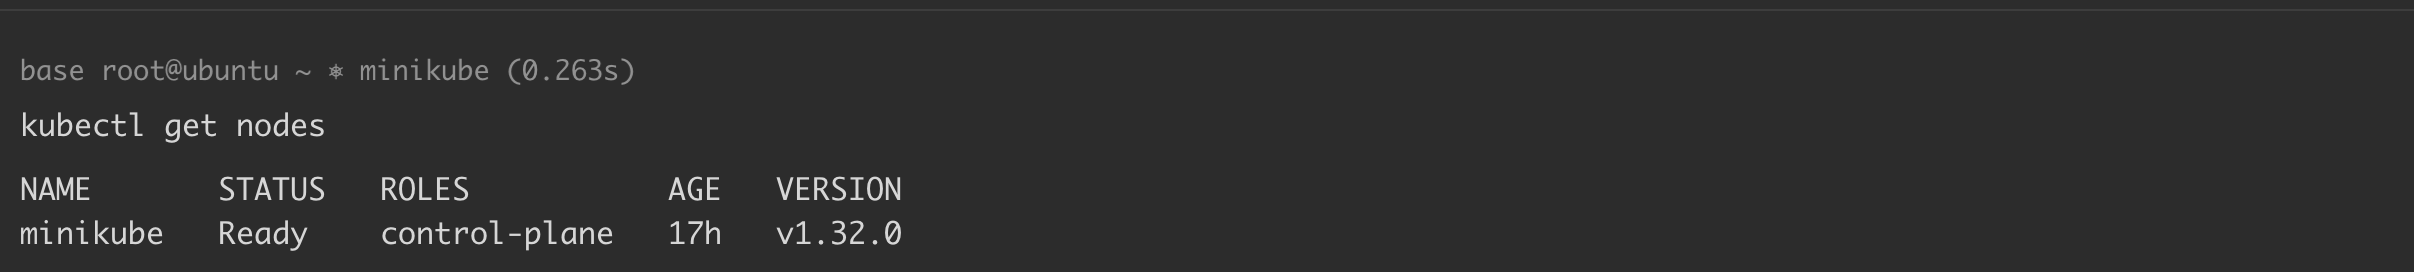 base root@ubuntu ~ ⎈ minikube (0.263s)
kubectl get nodes
NAME STATUS ROLES AGE VERSION
minikube Ready control-plane 17h v1.32.0